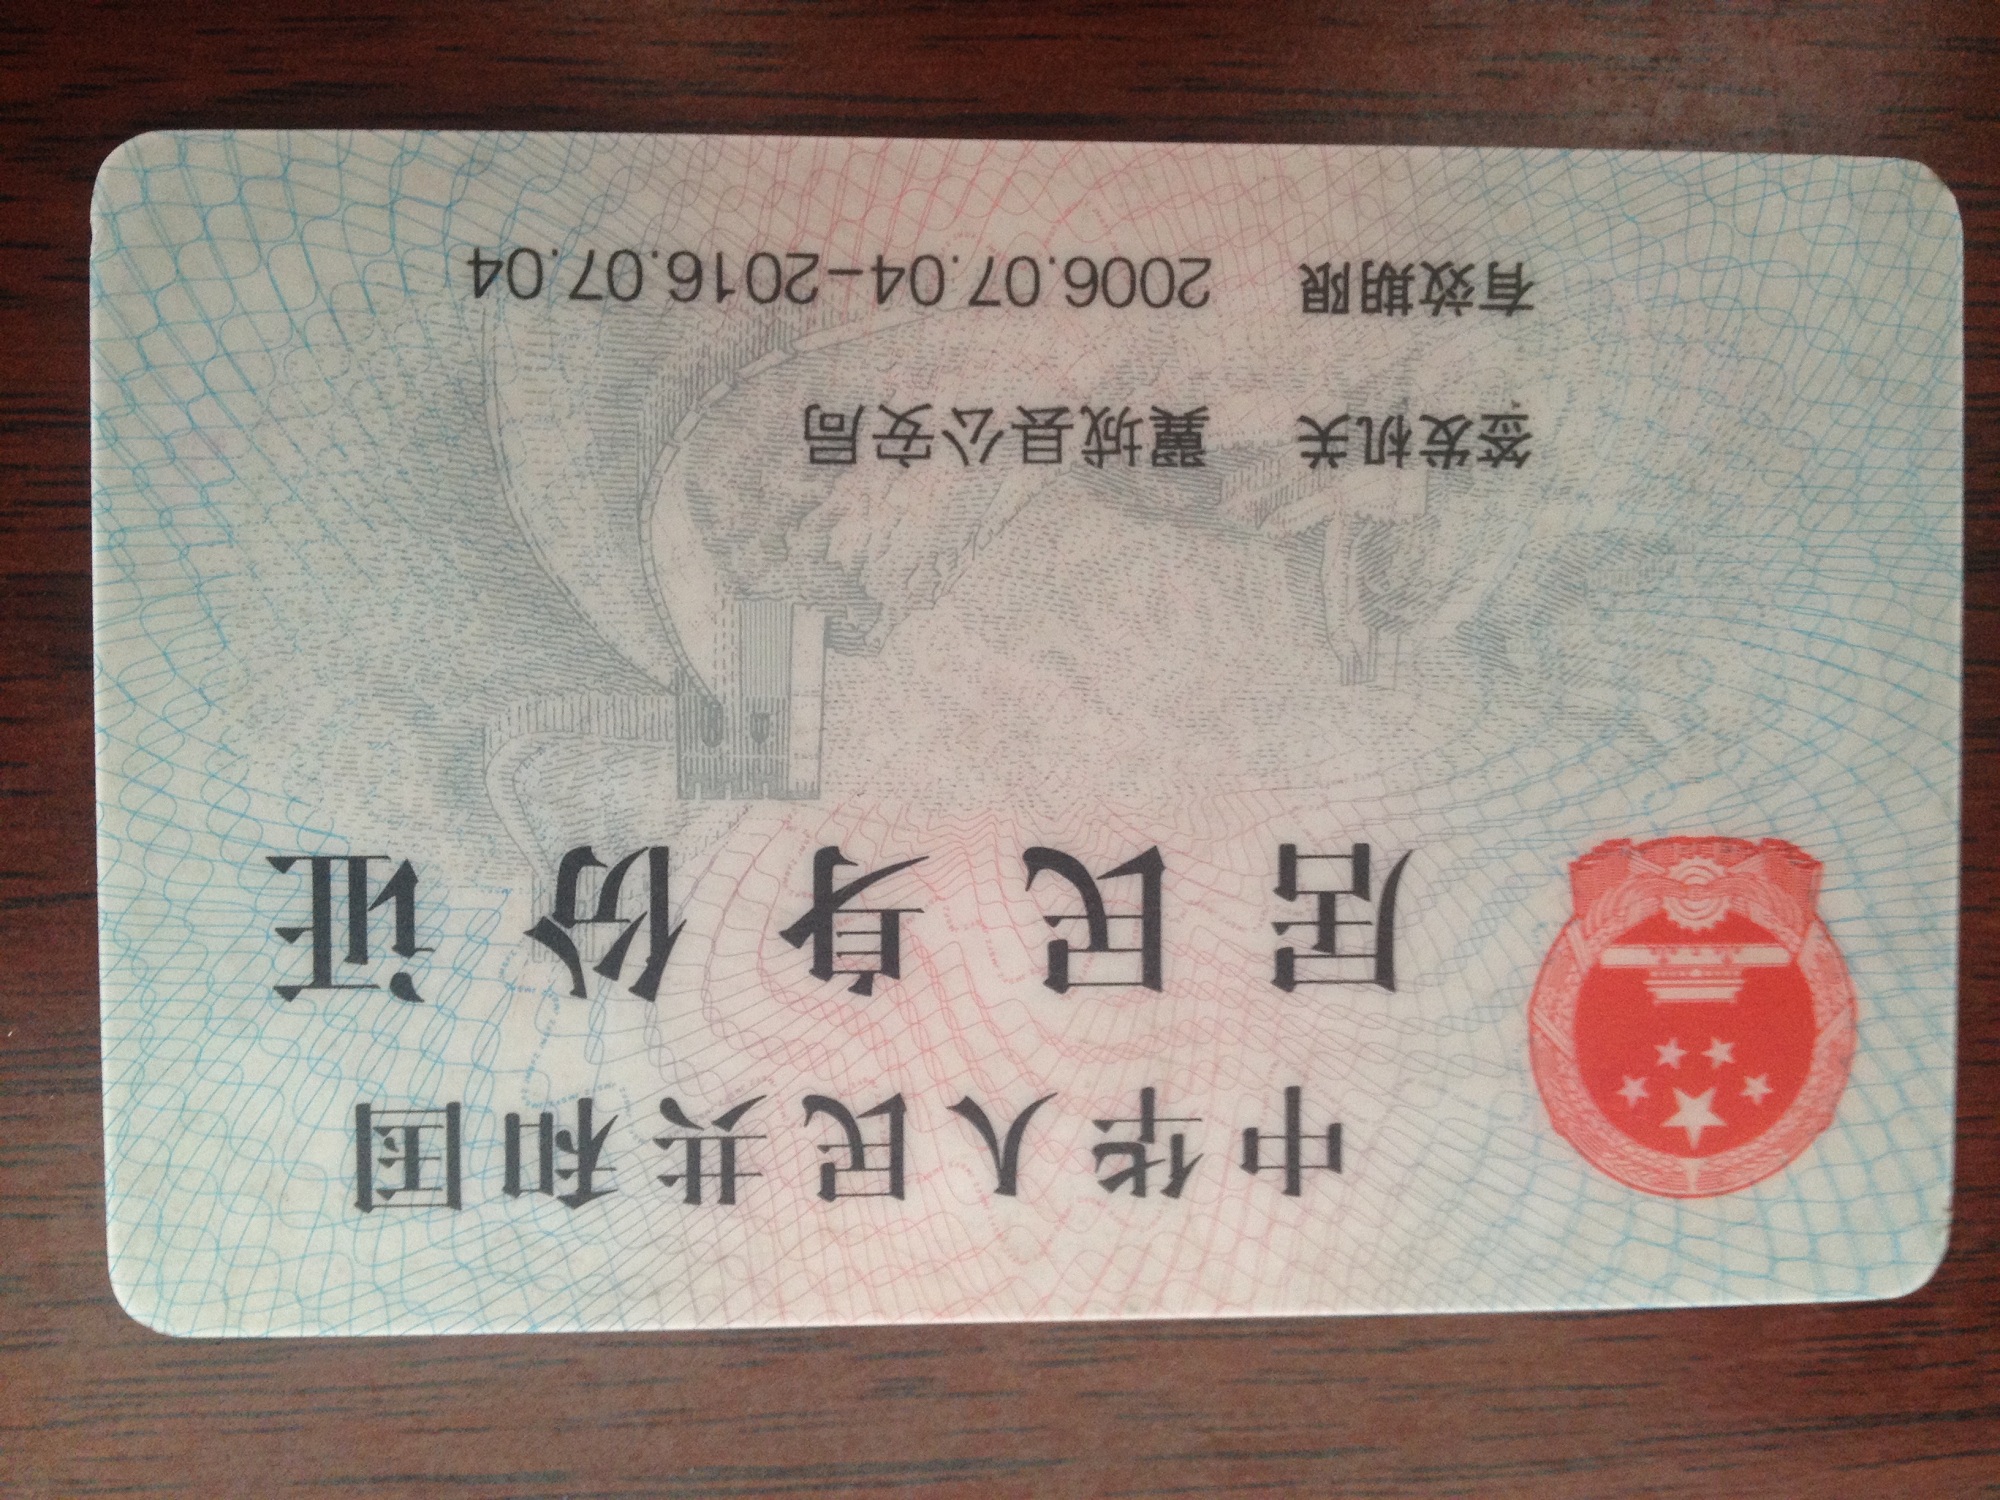 中华人民共和国
居民身份证
签发机关 翼城县公安局
有效期限 2006.07.04-2016.07.04